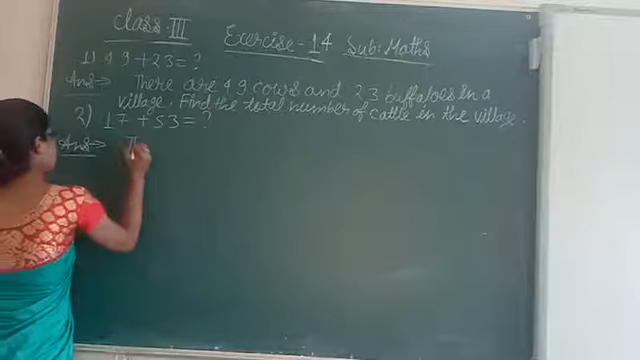 Class III Exercise-14 Sub: Maths
1) 49+23=?
Ans→ There are 49 cows and 23 buffaloes in a
village. Find the total number of cattle in the village.
2) 17+53=?
Ans→ T